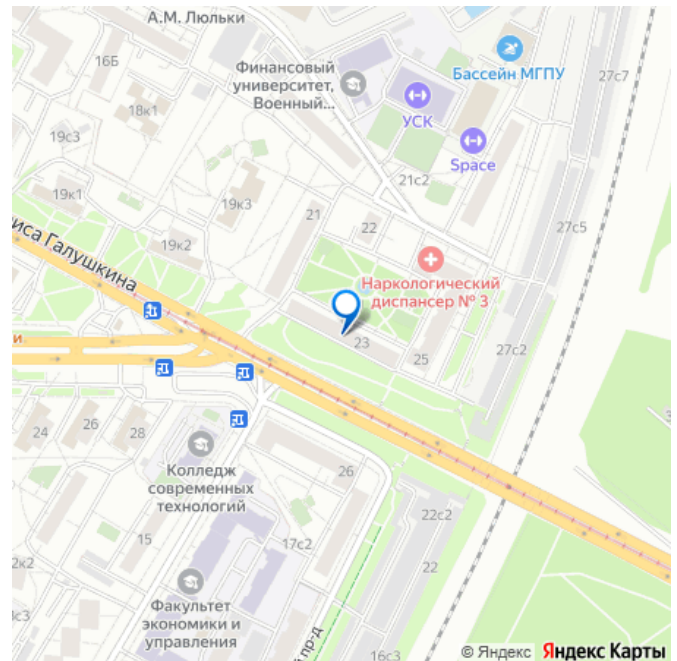 А.М. Люльки
16Б
Финансовый
университет,
Военный...
Бассейн МГПУ
27с7
18к1
УСК
19с3
Space
21с2
19к1
19к3
21
22
27с5
иса Галушкина
19к2
Наркологический
диспансер № 3
23
25
27с2
и
24
26
28
Колледж
современных
технологий
26
22с2
15
17с2
22
2к2
Факультет
экономики и
управления
с3
й пр-д
16с3
© Яндекс Яндекс Карты